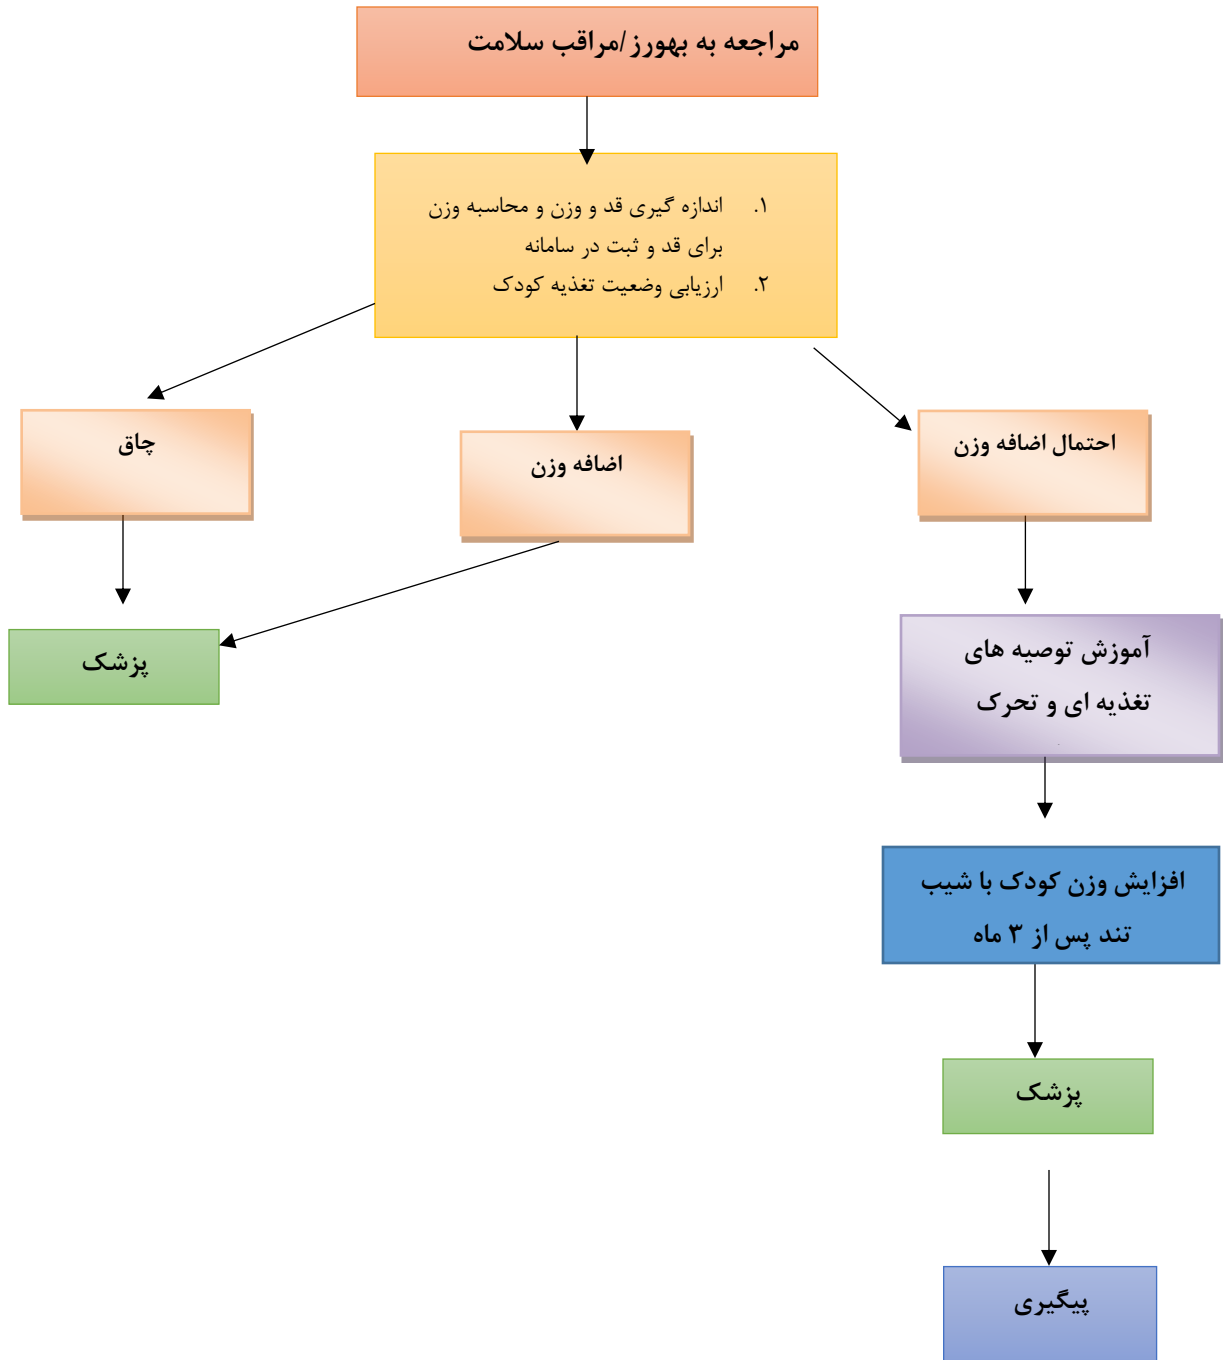 مراجعه به بهورز/مراقب سلامت
۱. اندازه گیری قد و وزن و محاسبه وزن
برای قد و ثبت در سامانه
۲. ارزیابی وضعیت تغذیه کودک
احتمال اضافه وزن
اضافه وزن
چاق
آموزش توصیه های
تغذیه ای و تحرک
پزشک
افزایش وزن کودک با شیب
تند پس از ۳ ماه
پزشک
پیگیری